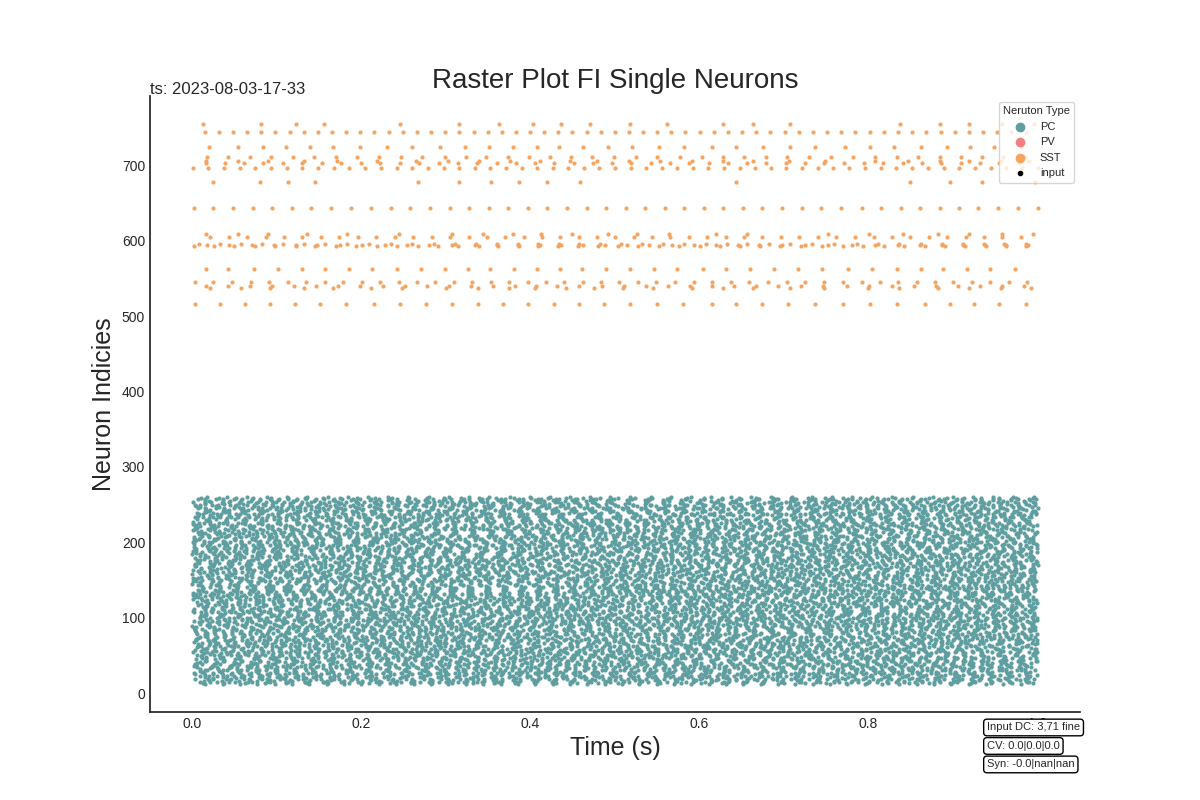 Raster Plot FI Single Neurons
ts: 2023-08-03-17-33
Neruton Type
PC
PV
SST
input
700
600
500
400
300
200
100
0
Neuron Indicies
0.0 0.2 0.4 0.6 0.8
Time (s)
Input DC: 3,71 fine
CV: 0.0|0.0|0.0
Syn: -0.0|nan|nan